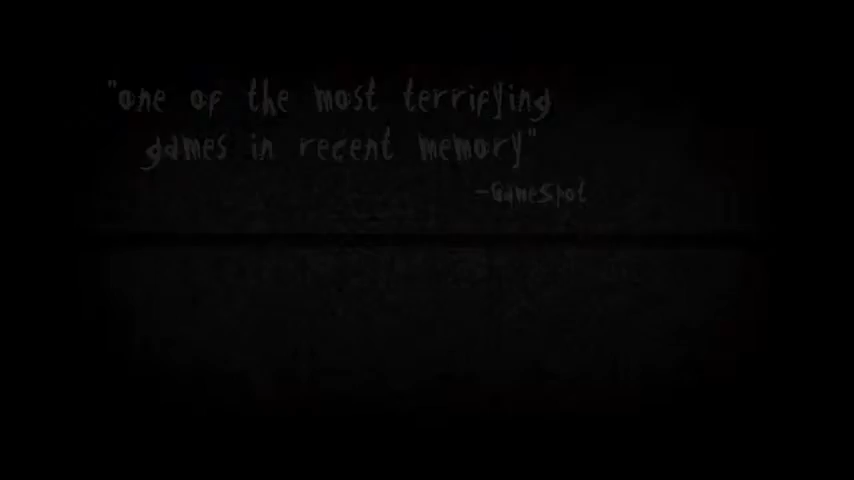 "one of the most terrifying
games in recent memory"
-GameSpot